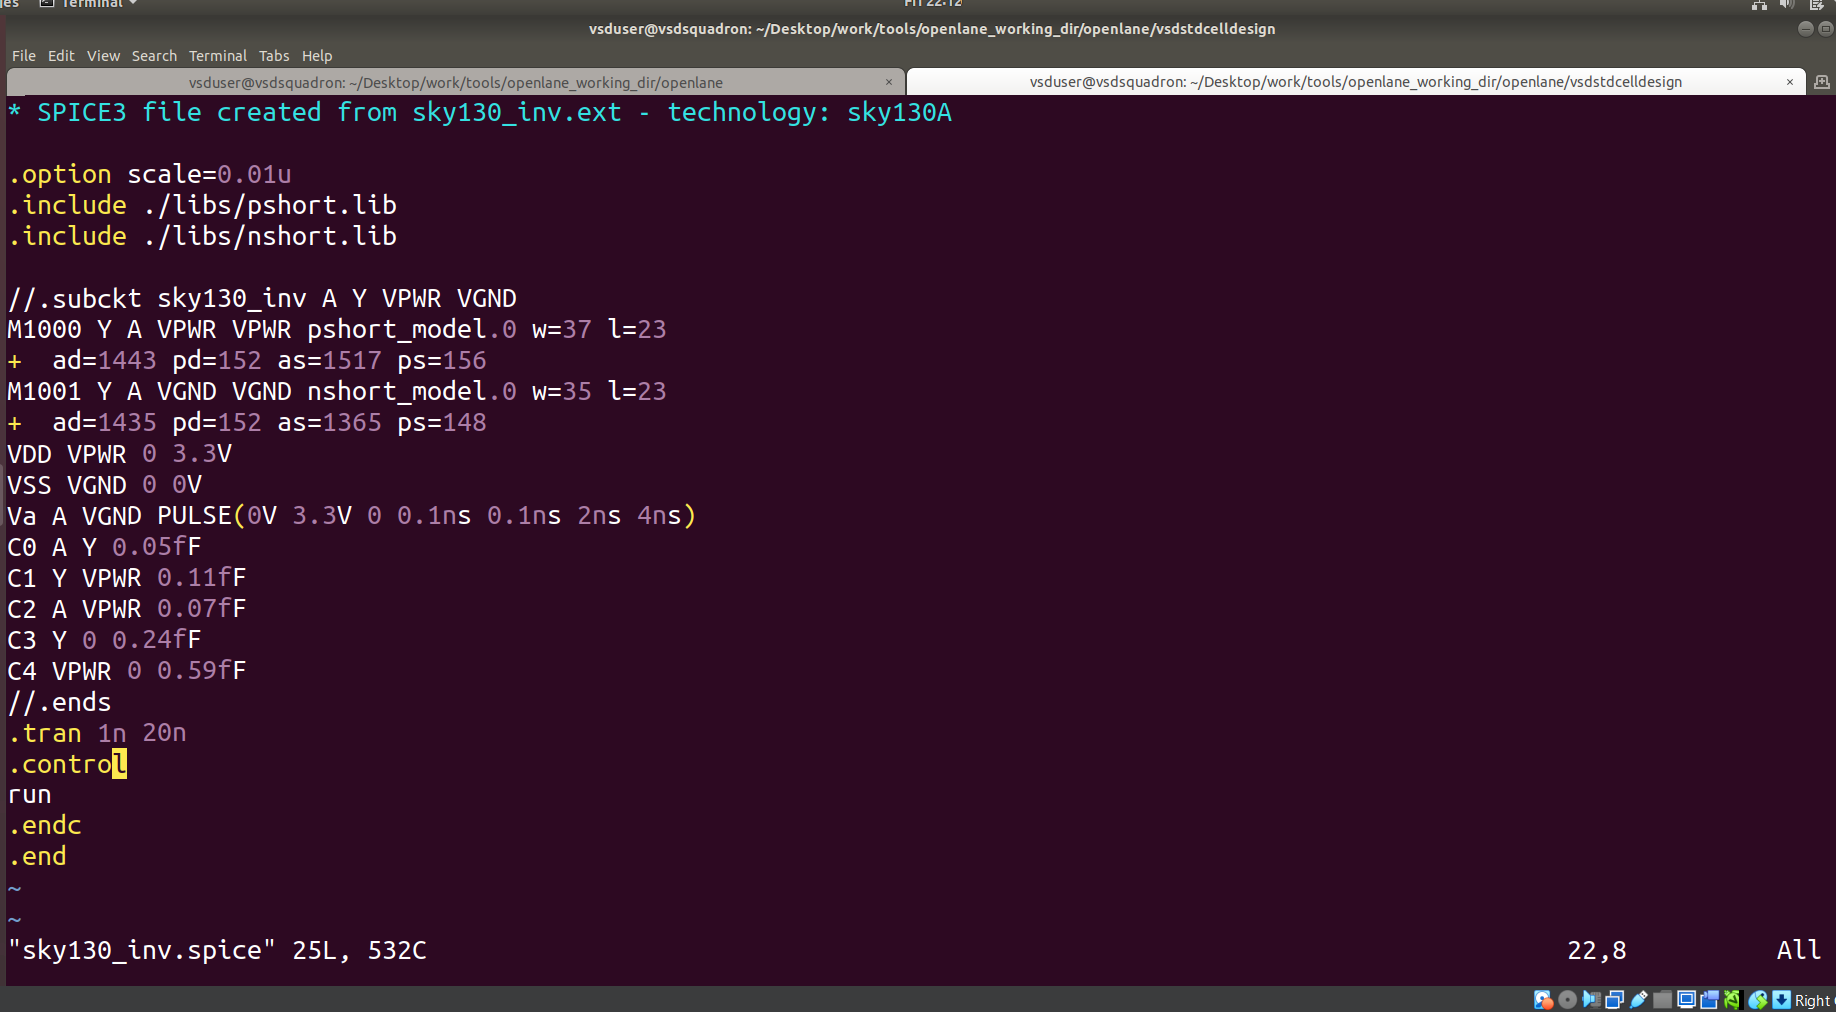 Terminal
vsduser@vsdsquadron: ~/Desktop/work/tools/openlane_working_dir/openlane/vsdstdcelldesign
File Edit View Search Terminal Tabs Help
vsduser@vsdsquadron: ~/Desktop/work/tools/openlane_working_dir/openlane × vsduser@vsdsquadron: ~/Desktop/work/tools/openlane_working_dir/openlane/vsdstdcelldesign ×
* SPICE3 file created from sky130_inv.ext - technology: sky130A
.option scale=0.01u
.include ./libs/pshort.lib
.include ./libs/nshort.lib
//.subckt sky130_inv A Y VPWR VGND
M1000 Y A VPWR VPWR pshort_model.0 w=37 l=23
+  ad=1443 pd=152 as=1517 ps=156
M1001 Y A VGND VGND nshort_model.0 w=35 l=23
+  ad=1435 pd=152 as=1365 ps=148
VDD VPWR 0 3.3V
VSS VGND 0 0V
Va A VGND PULSE(0V 3.3V 0 0.1ns 0.1ns 2ns 4ns)
C0 A Y 0.05fF
C1 Y VPWR 0.11fF
C2 A VPWR 0.07fF
C3 Y 0 0.24fF
C4 VPWR 0 0.59fF
//.ends
.tran 1n 20n
.control
run
.endc
.end
~
~
"sky130_inv.spice" 25L, 532C 22,8 All
Right